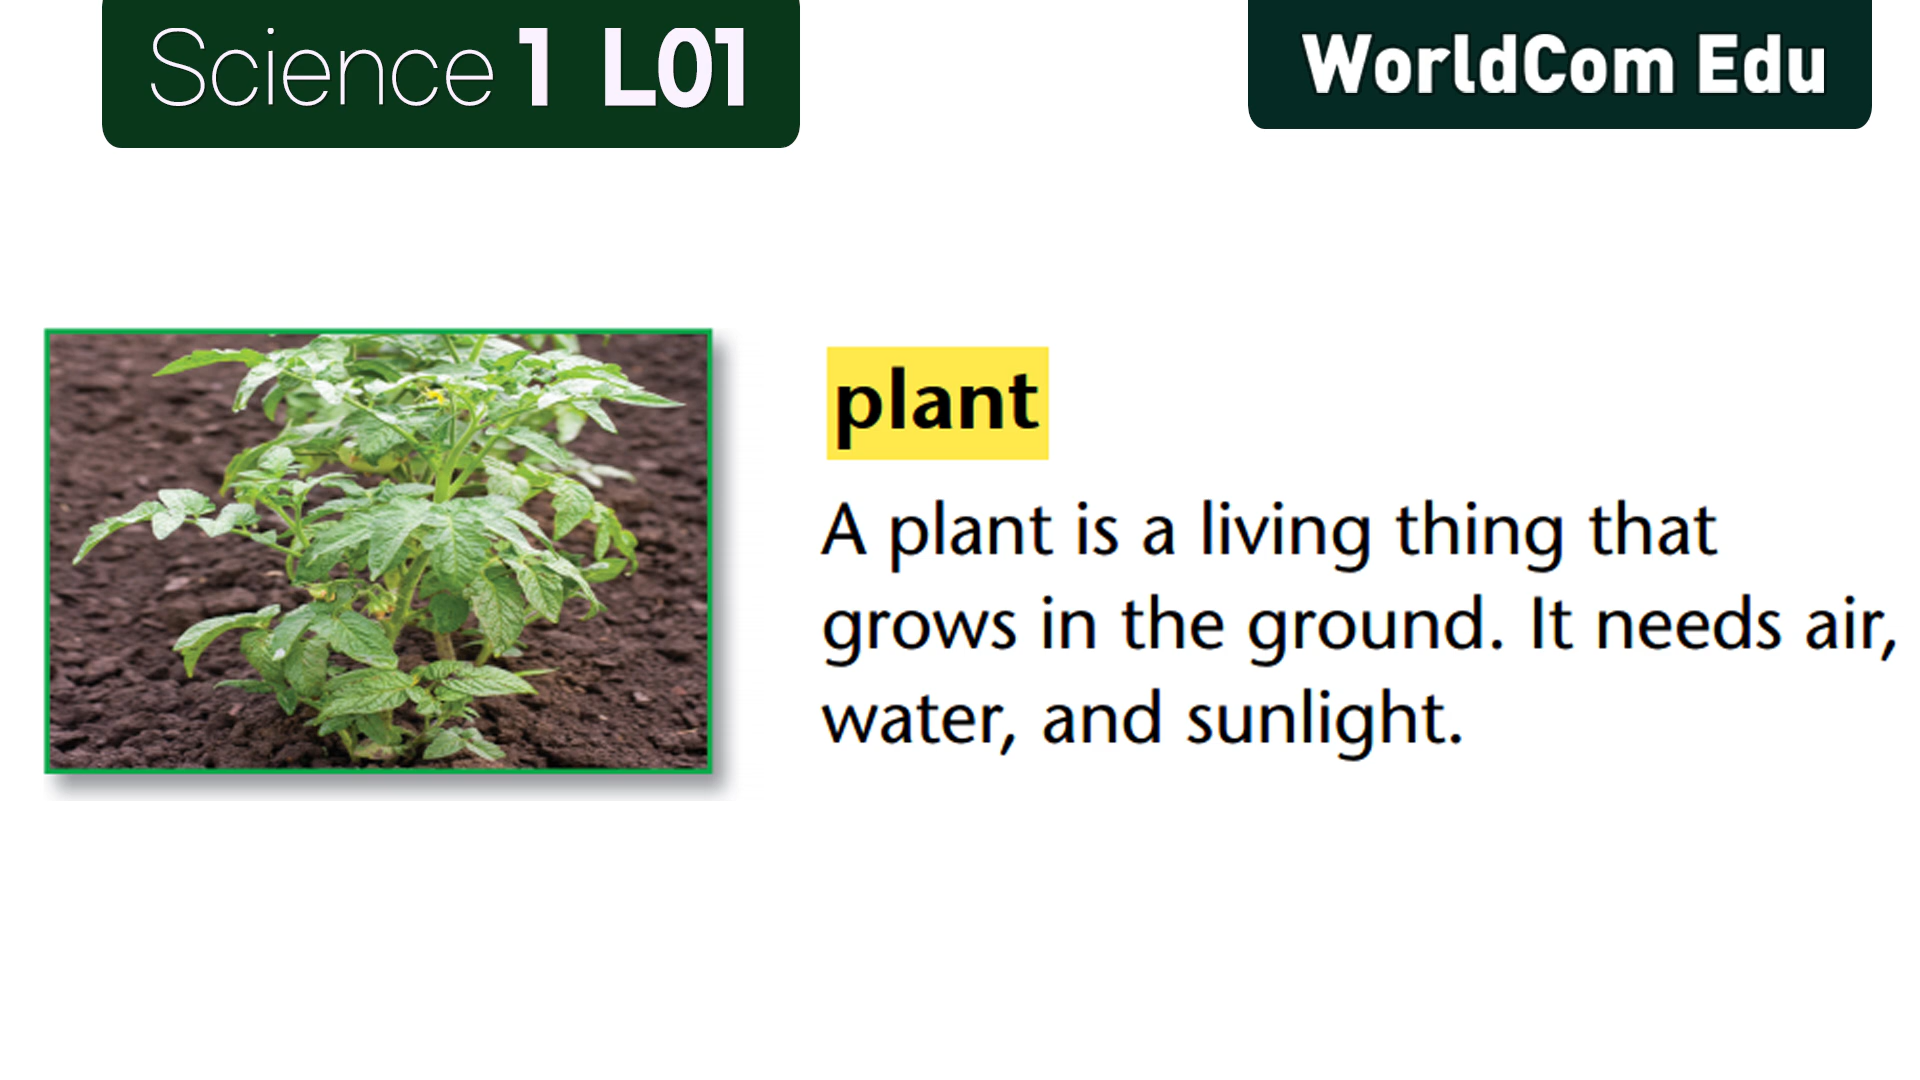 Science 1 L01
WorldCom Edu
plant
A plant is a living thing that
grows in the ground. It needs air,
water, and sunlight.